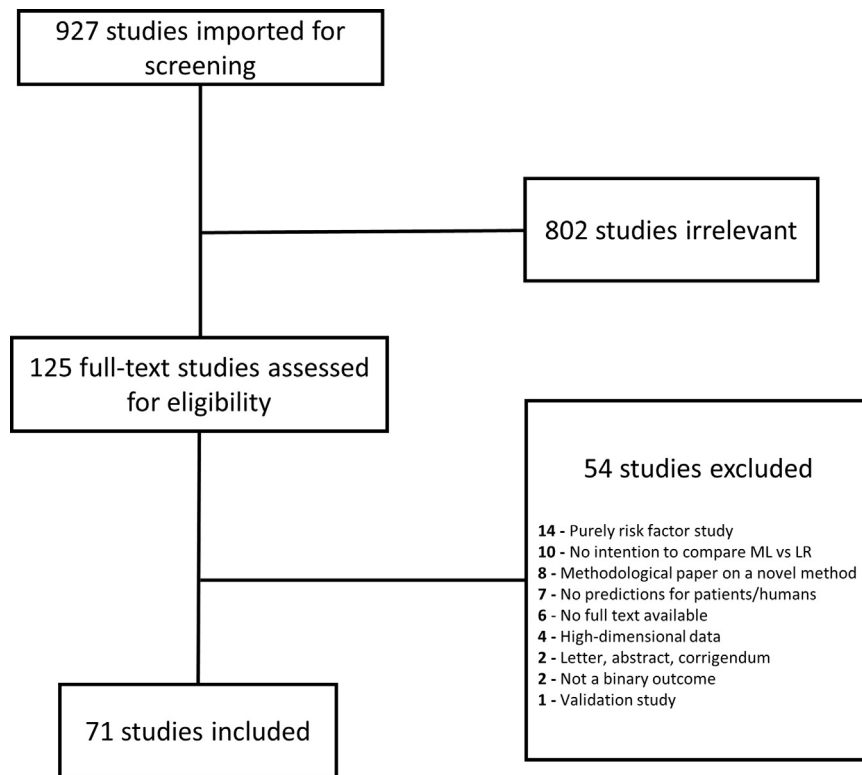 927 studies imported for
screening
802 studies irrelevant
125 full-text studies assessed
for eligibility
54 studies excluded
14 - Purely risk factor study
10 - No intention to compare ML vs LR
8 - Methodological paper on a novel method
7 - No predictions for patients/humans
6 - No full text available
4 - High-dimensional data
2 - Letter, abstract, corrigendum
2 - Not a binary outcome
1 - Validation study
71 studies included